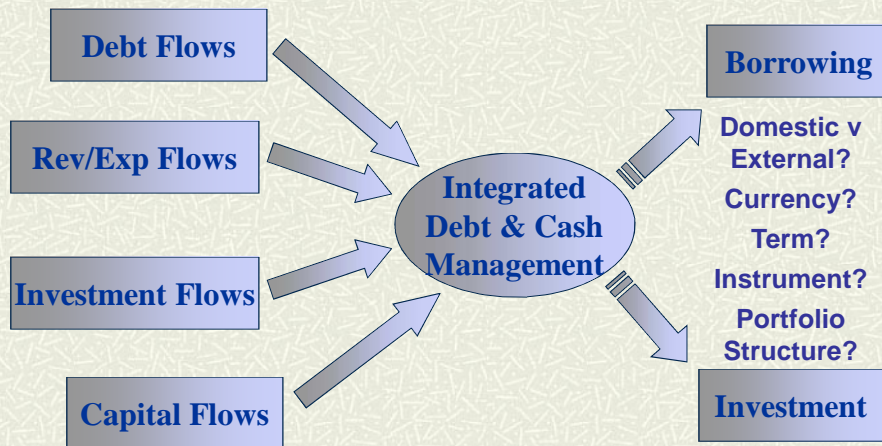 Debt Flows
Rev/Exp Flows
Investment Flows
Capital Flows
Integrated
Debt & Cash
Management
Borrowing
Domestic v
External?
Currency?
Term?
Instrument?
Portfolio
Structure?
Investment